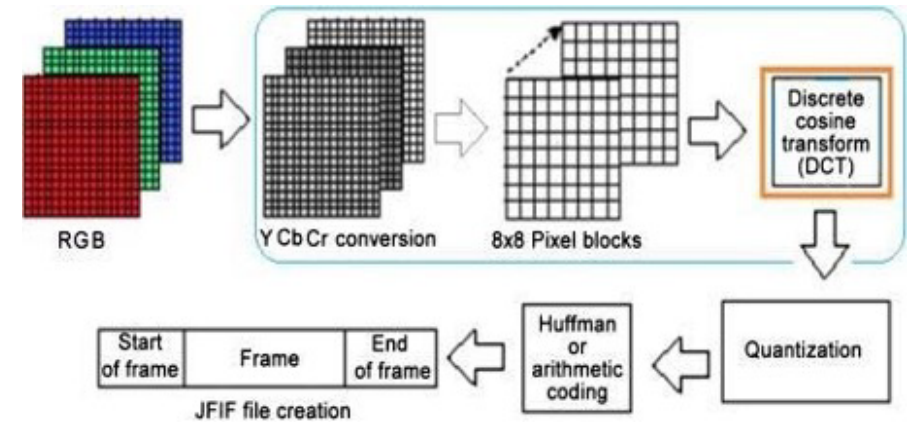 Discrete
cosine
transform
(DCT)
RGB
Y Cb Cr conversion
8x8 Pixel blocks
Start
of frame
Frame
End
of frame
Huffman
or
arithmetic
coding
Quantization
JFIF file creation